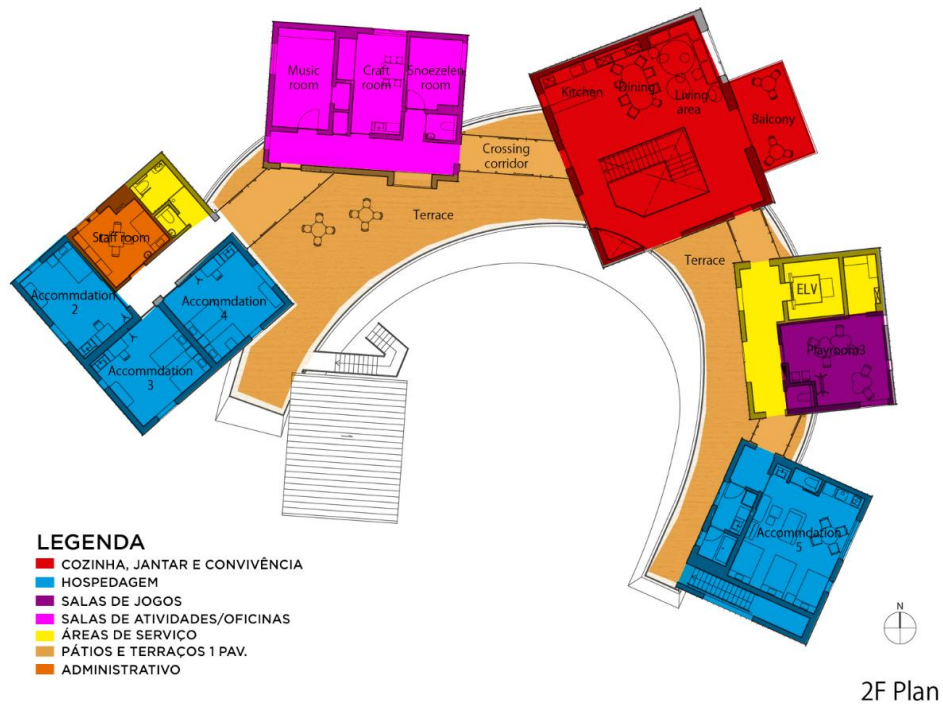 Music
room
Craft
room
Snoezelen
room
Kitchen
Dining
Living
area
Balcony
Crossing
corridor
Terrace
Staff room
Accommdation
2
Accommdation
4
Accommdation
3
Terrace
ELV
Playroom3
Accommdation
5
LEGENDA
COZINHA, JANTAR E CONVIVÊNCIA
HOSPEDAGEM
SALAS DE JOGOS
SALAS DE ATIVIDADES/OFICINAS
ÁREAS DE SERVIÇO
PÁTIOS E TERRAÇOS 1 PAV.
ADMINISTRATIVO
N
2F Plan